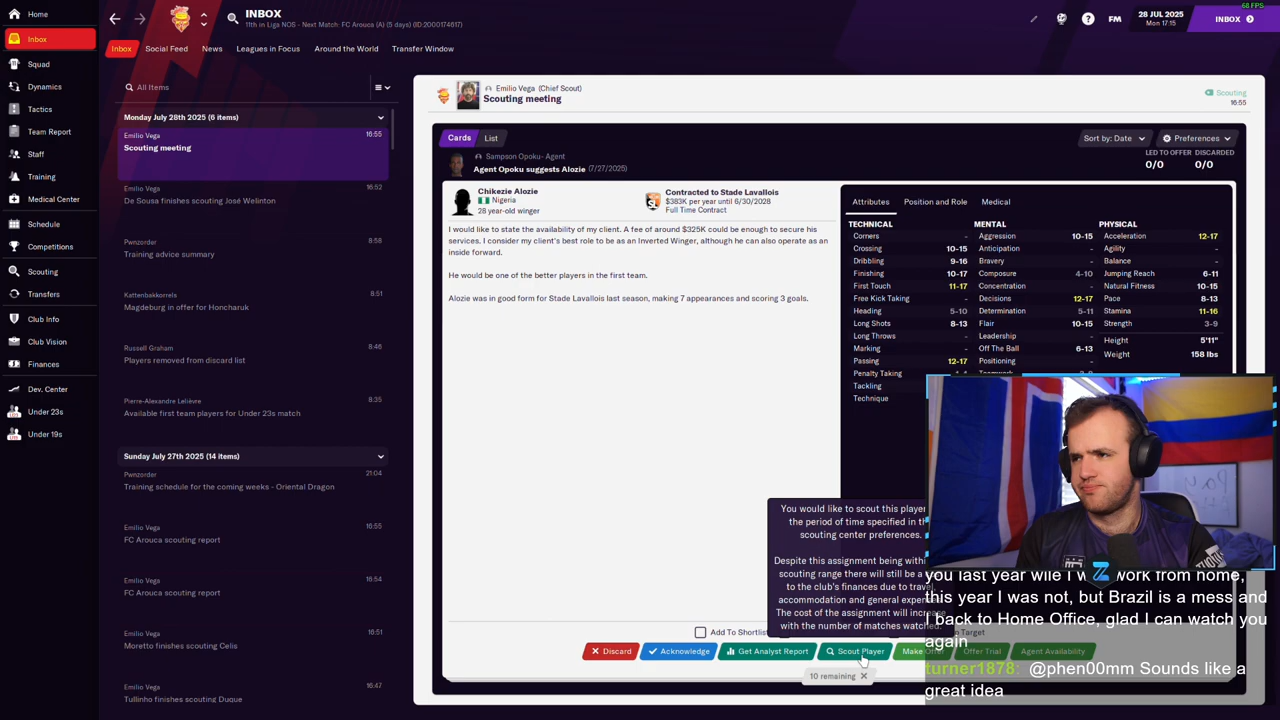 68 FPS
Home
Inbox
Squad
Dynamics
Tactics
Team Report
Staff
Training
Medical Center
Schedule
Competitions
Scouting
Transfers
Club Info
Club Vision
Finances
Dev. Center
Under 23s
Under 19s
INBOX
11th in Liga NOS - Next Match: FC Arouca (A) (5 days) (ID:2000174617)
FM
28 JUL 2025
Mon 17:15
INBOX
Inbox Social Feed News Leagues in Focus Around the World Transfer Window
All Items
Monday July 28th 2025 (6 items)
Emilio Vega 16:55
Scouting meeting
Emilio Vega 16:52
De Sousa finishes scouting José Welinton
Pwnzorder 8:58
Training advice summary
Kattenbakkorrels 8:51
Magdeburg in offer for Honcharuk
Russell Graham 8:46
Players removed from discard list
Pierre-Alexandre Lelièvre 8:35
Available first team players for Under 23s match
Sunday July 27th 2025 (14 items)
Pwnzorder 21:04
Training schedule for the coming weeks - Oriental Dragon
Emilio Vega 16:55
FC Arouca scouting report
Emilio Vega 16:54
FC Arouca scouting report
Emilio Vega 16:51
Moretto finishes scouting Celis
Emilio Vega 16:47
Tullinho finishes scouting Duque
Emilio Vega (Chief Scout)
Scouting meeting
Scouting
16:55
Cards List
Sort by: Date
Preferences
Sampson Opoku- Agent
Agent Opoku suggests Alozie (7/27/2025)
LED TO OFFER DISCARDED
0/0 0/0
Chikezie Alozie
Nigeria
28 year-old winger
Contracted to Stade Lavallois
$383K per year until 6/30/2028
Full Time Contract
I would like to state the availability of my client. A fee of around $325K could be enough to secure his
services. I consider my client's best role to be as an Inverted Winger, although he can also operate as an
inside forward.
He would be one of the better players in the first team.
Alozie was in good form for Stade Lavallois last season, making 7 appearances and scoring 3 goals.
Attributes Position and Role Medical
TECHNICAL MENTAL PHYSICAL
Corners - Aggression 10-15 Acceleration 12-17
Crossing 10-15 Anticipation - Agility -
Dribbling 9-16 Bravery - Balance -
Finishing 10-17 Composure 4-10 Jumping Reach 6-11
First Touch 11-17 Concentration - Natural Fitness 10-15
Free Kick Taking - Decisions 12-17 Pace 8-13
Heading 5-10 Determination 5-11 Stamina 11-16
Long Shots 8-13 Flair 10-15 Strength 3-9
Long Throws - Leadership - Height 5'11"
Marking - Off The Ball 6-13 Weight 158 lbs
Passing 12-17 Positioning -
Penalty Taking
Tackling
Technique
You would like to scout this player
the period of time specified in th
scouting center preferences.
Despite this assignment being with
scouting range there will still be a
to the club's finances due to travel,
accommodation and general expen
The cost of the assignment will increase
with the number of matches watched.
Add To Shortlist
Target
Discard Acknowledge Get Analyst Report Scout Player Make Offer Offer Trial Agent Availability
10 remaining
you last year wile I w work from home,
this year I was not, but Brazil is a mess and
I back to Home Office, glad I can watch you
again
turner1878: @phen00mm Sounds like a
great idea